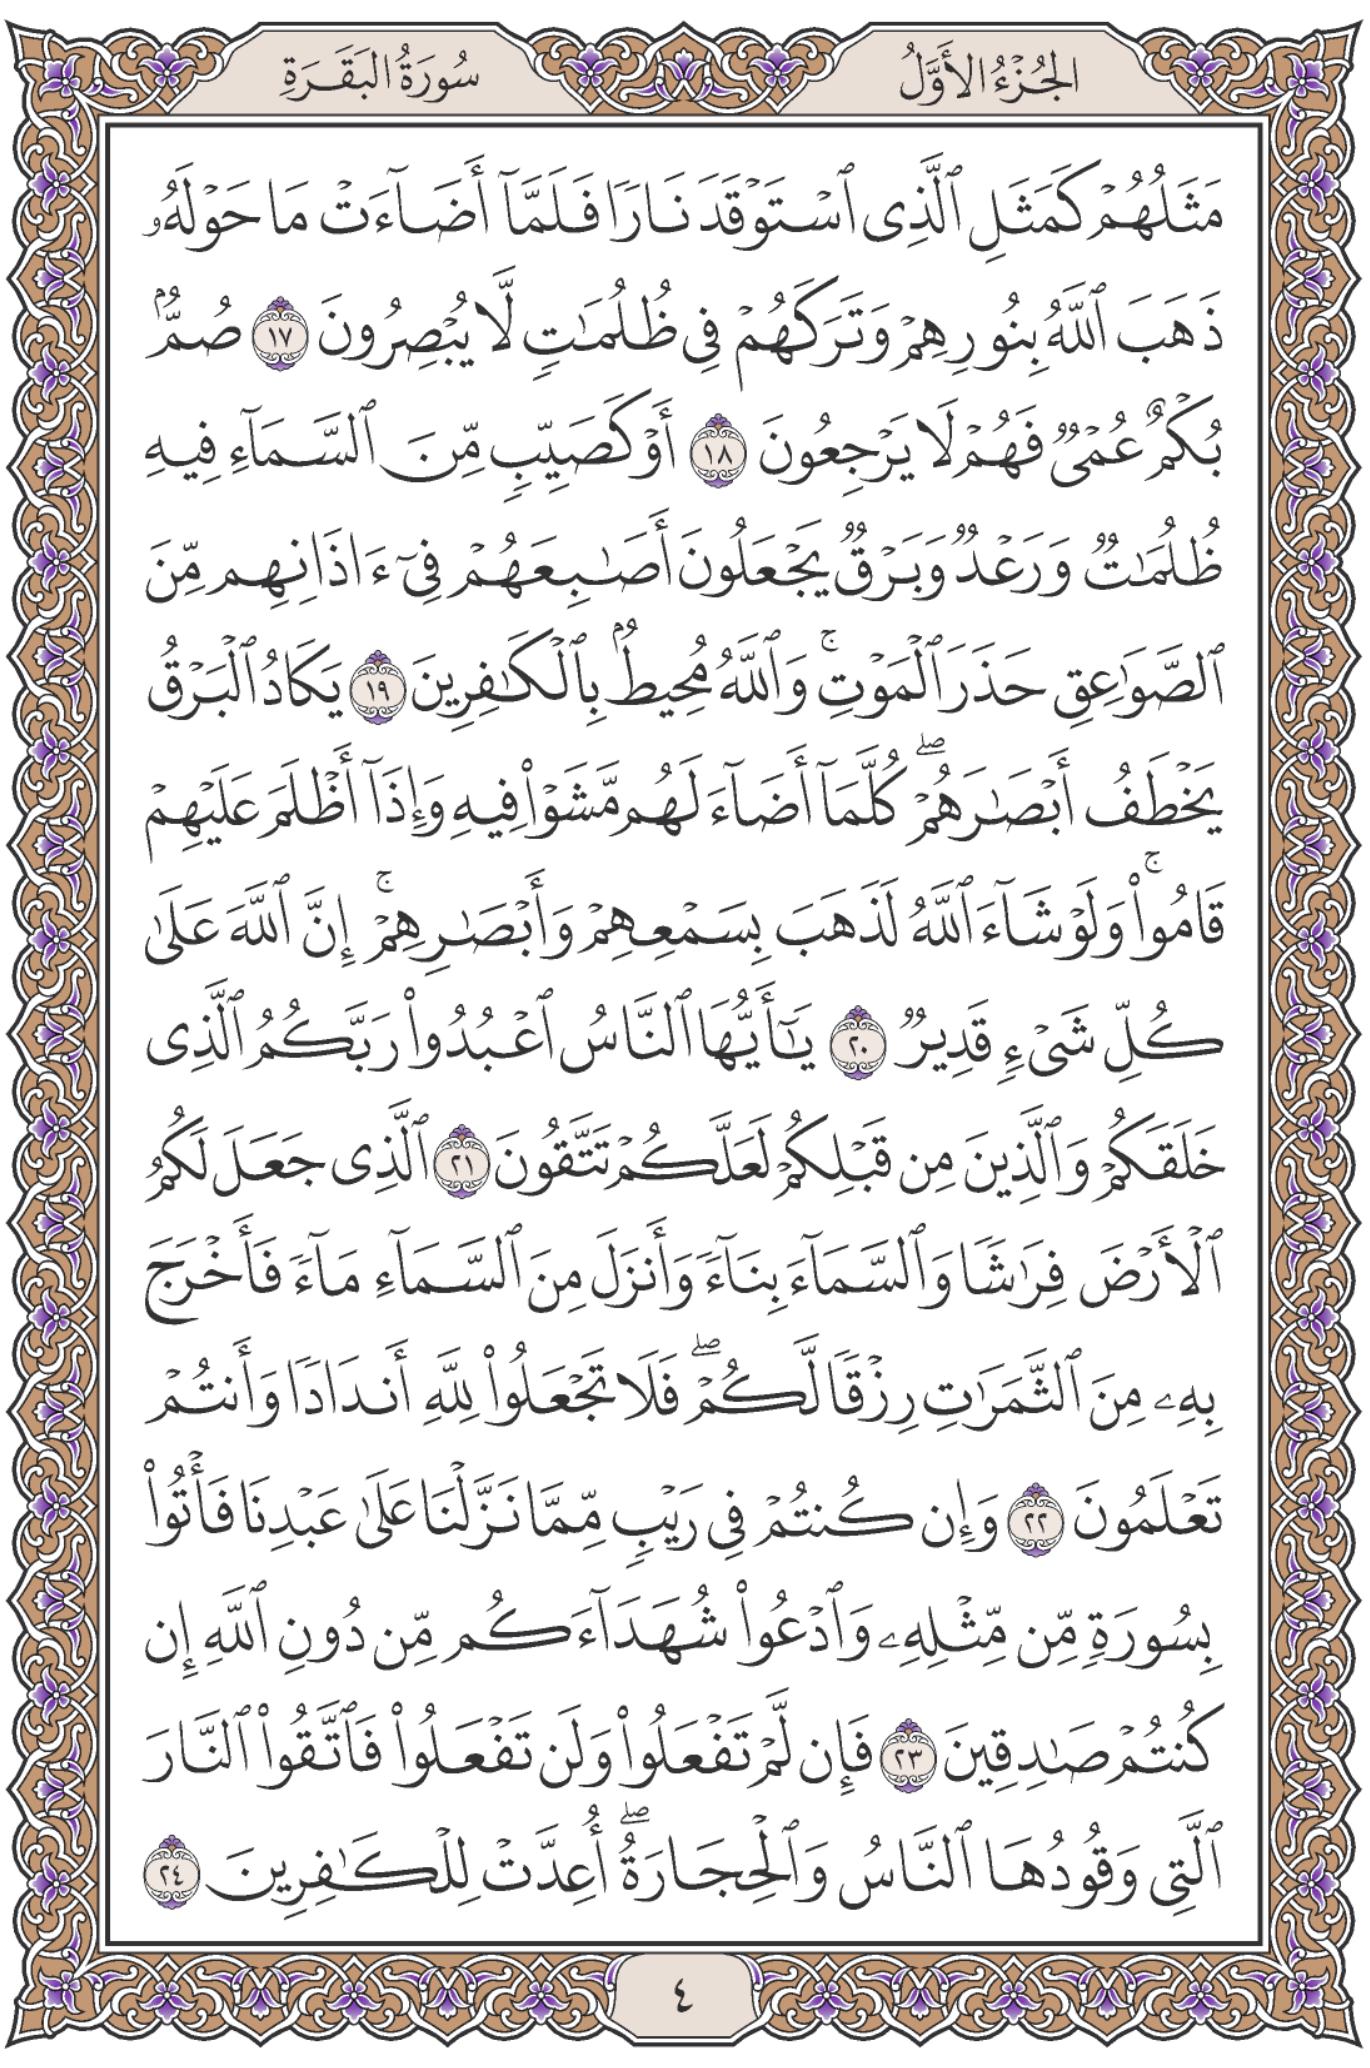 الجُزْءُ الأَوَّلُ
سُورَةُ البَقَرَةِ
مَثَلُهُمْ كَمَثَلِ ٱلَّذِى ٱسْتَوْقَدَ نَارًا فَلَمَّآ أَضَآءَتْ مَا حَوْلَهُۥ
ذَهَبَ ٱللَّهُ بِنُورِهِمْ وَتَرَكَهُمْ فِى ظُلُمَٰتٍ لَّا يُبْصِرُونَ ١٧ صُمٌّۢ
بُكْمٌ عُمْىٌ فَهُمْ لَا يَرْجِعُونَ ١٨ أَوْ كَصَيِّبٍ مِّنَ ٱلسَّمَآءِ فِيهِ
ظُلُمَٰتٌ وَرَعْدٌ وَبَرْقٌ يَجْعَلُونَ أَصَٰبِعَهُمْ فِىٓ ءَاذَانِهِم مِّنَ
ٱلصَّوَٰعِقِ حَذَرَ ٱلْمَوْتِ ۚ وَٱللَّهُ مُحِيطٌۢ بِٱلْكَٰفِرِينَ ١٩ يَكَادُ ٱلْبَرْقُ
يَخْطَفُ أَبْصَٰرَهُمْ ۖ كُلَّمَآ أَضَآءَ لَهُم مَّشَوْا۟ فِيهِ وَإِذَآ أَظْلَمَ عَلَيْهِمْ
قَامُوا۟ ۚ وَلَوْ شَآءَ ٱللَّهُ لَذَهَبَ بِسَمْعِهِمْ وَأَبْصَٰرِهِمْ ۚ إِنَّ ٱللَّهَ عَلَىٰ
كُلِّ شَىْءٍ قَدِيرٌ ٢٠ يَٰٓأَيُّهَا ٱلنَّاسُ ٱعْبُدُوا۟ رَبَّكُمُ ٱلَّذِى
خَلَقَكُمْ وَٱلَّذِينَ مِن قَبْلِكُمْ لَعَلَّكُمْ تَتَّقُونَ ٢١ ٱلَّذِى جَعَلَ لَكُمُ
ٱلْأَرْضَ فِرَٰشًا وَٱلسَّمَآءَ بِنَآءً وَأَنزَلَ مِنَ ٱلسَّمَآءِ مَآءً فَأَخْرَجَ
بِهِۦ مِنَ ٱلثَّمَرَٰتِ رِزْقًا لَّكُمْ ۖ فَلَا تَجْعَلُوا۟ لِلَّهِ أَندَادًا وَأَنتُمْ
تَعْلَمُونَ ٢٢ وَإِن كُنتُمْ فِى رَيْبٍ مِّمَّا نَزَّلْنَا عَلَىٰ عَبْدِنَا فَأْتُوا۟
بِسُورَةٍ مِّن مِّثْلِهِۦ وَٱدْعُوا۟ شُهَدَآءَكُم مِّن دُونِ ٱللَّهِ إِن
كُنتُمْ صَٰدِقِينَ ٢٣ فَإِن لَّمْ تَفْعَلُوا۟ وَلَن تَفْعَلُوا۟ فَٱتَّقُوا۟ ٱلنَّارَ
ٱلَّتِى وَقُودُهَا ٱلنَّاسُ وَٱلْحِجَارَةُ ۖ أُعِدَّتْ لِلْكَٰفِرِينَ ٢٤
٤